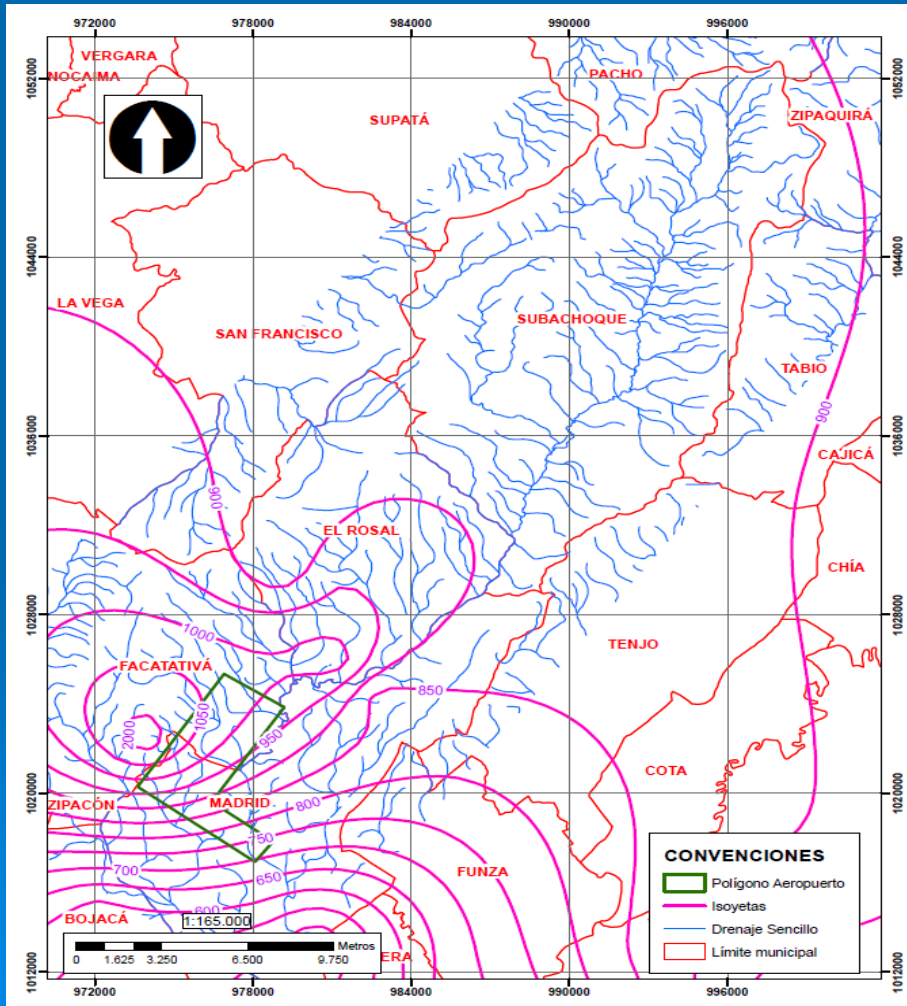 972000 978000 984000 990000 996000
VERGARA
NOCAIMA
PACHO
1052000 1052000
ZIPAQUIRÁ
SUPATÁ
1044000 1044000
LA VEGA
SAN FRANCISCO
SUBACHOQUE
TABIO
900
1036000 1036000
CAJICÁ
900
EL ROSAL
CHÍA
1028000 1028000
1000
TENJO
FACATATIVÁ
850
1050
2000
950
COTA
1020000 1020000
ZIPACÓN
MADRID
800
750
700
650
FUNZA
600
BOJACÁ
1:165.000
ERA
CONVENCIONES
Polígono Aeropuerto
Isoyetas
Drenaje Sencillo
Límite municipal
Metros
0 1.625 3.250 6.500 9.750
1012000 1012000
972000 978000 984000 990000 996000